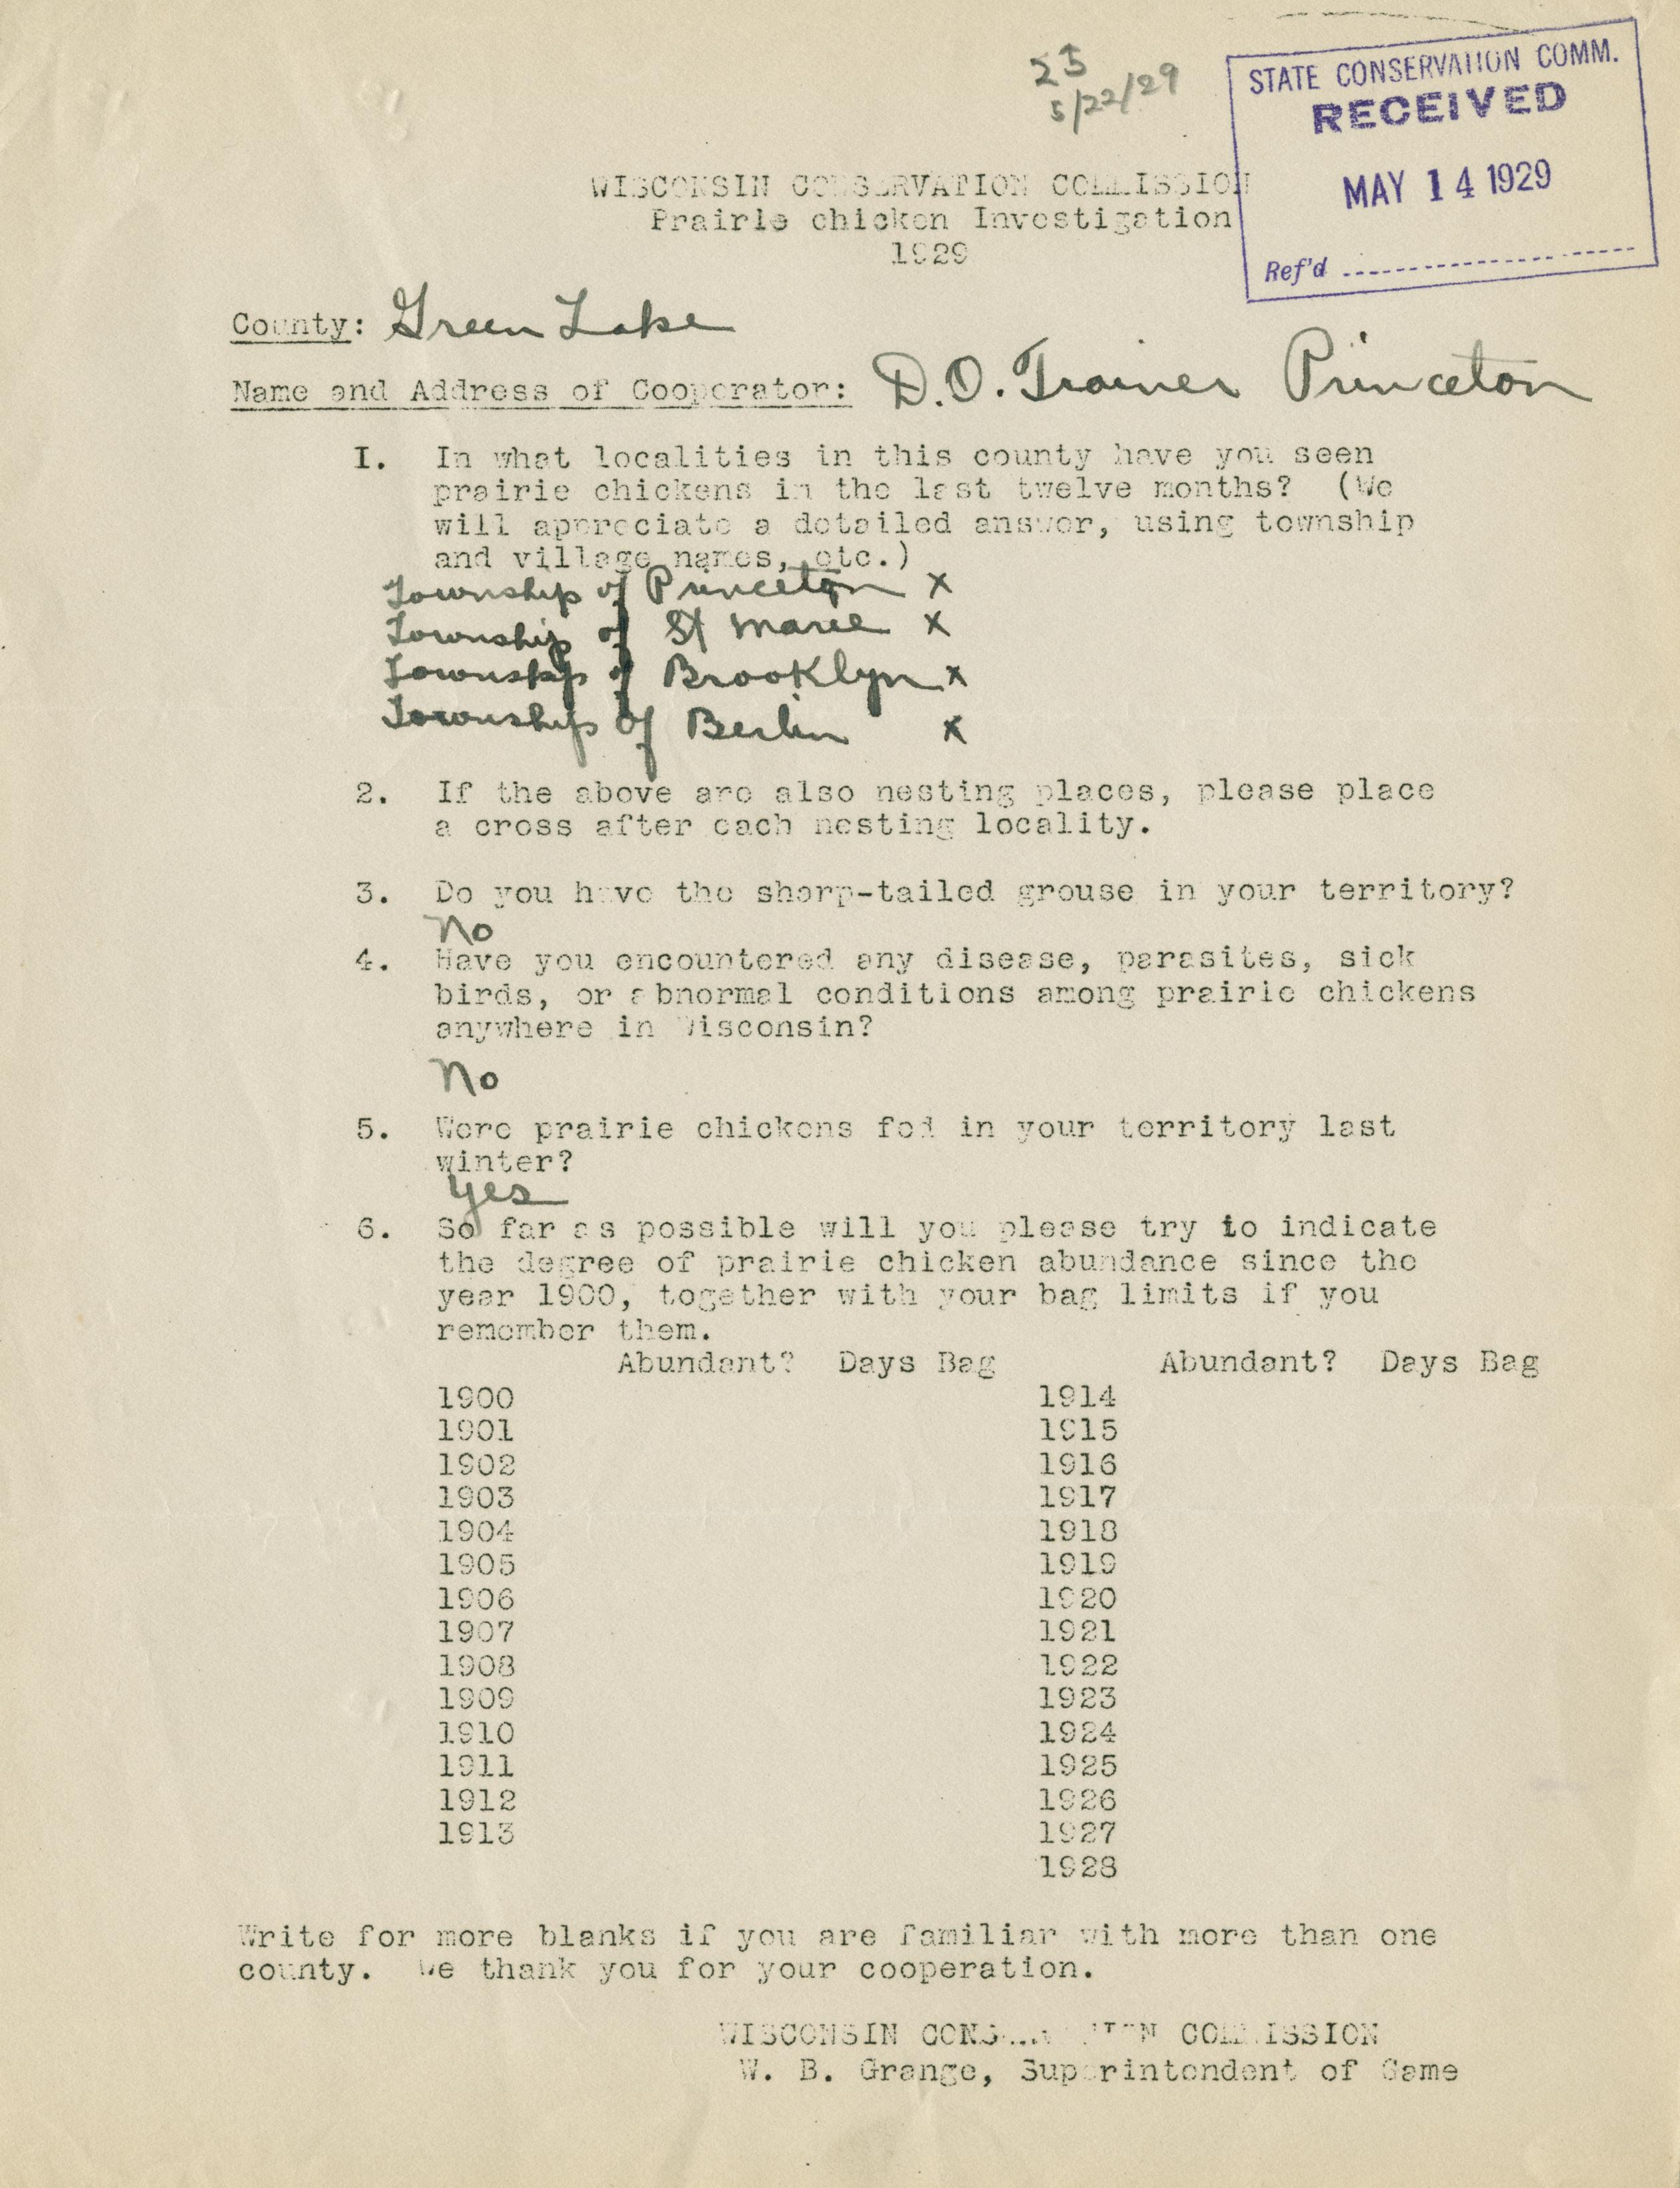 25
5/22/29
STATE CONSERVATION COMM.
RECEIVED
MAY 14 1929
Ref'd
WISCONSIN CONSERVATION COMMISSION
Prairie chicken Investigation
1929
County: Green Lake
Name and Address of Cooperator: D.O. Trainer Princeton
I. In what localities in this county have you seen
prairie chickens in the last twelve months? (We
will appreciate a detailed answer, using township
and village names, etc.)
Township of Princeton x
Township of St Marie x
Township of Brooklyn x
Township of Berlin x
2. If the above are also nesting places, please place
a cross after each nesting locality.
3. Do you have the sharp-tailed grouse in your territory?
No
4. Have you encountered any disease, parasites, sick
birds, or abnormal conditions among prairie chickens
anywhere in Wisconsin?
No
5. Were prairie chickens fed in your territory last
winter?
Yes
6. So far as possible will you please try to indicate
the degree of prairie chicken abundance since the
year 1900, together with your bag limits if you
remember them.
Abundant? Days Bag Abundant? Days Bag
1900 1914
1901 1915
1902 1916
1903 1917
1904 1918
1905 1919
1906 1920
1907 1921
1908 1922
1909 1923
1910 1924
1911 1925
1912 1926
1913 1927
1928
Write for more blanks if you are familiar with more than one
county. We thank you for your cooperation.
WISCONSIN CONSERVATION COMMISSION
W. B. Grange, Superintendent of Game